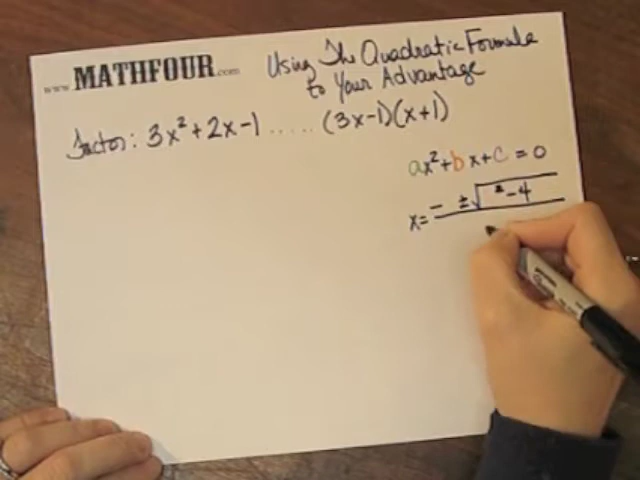 www.MATHFOUR.com
Using The Quadratic Formula
to Your Advantage
Factor: 3x² + 2x - 1 ..... (3x-1)(x+1)
ax² + bx + c = 0
x = - ± √ ² - 4